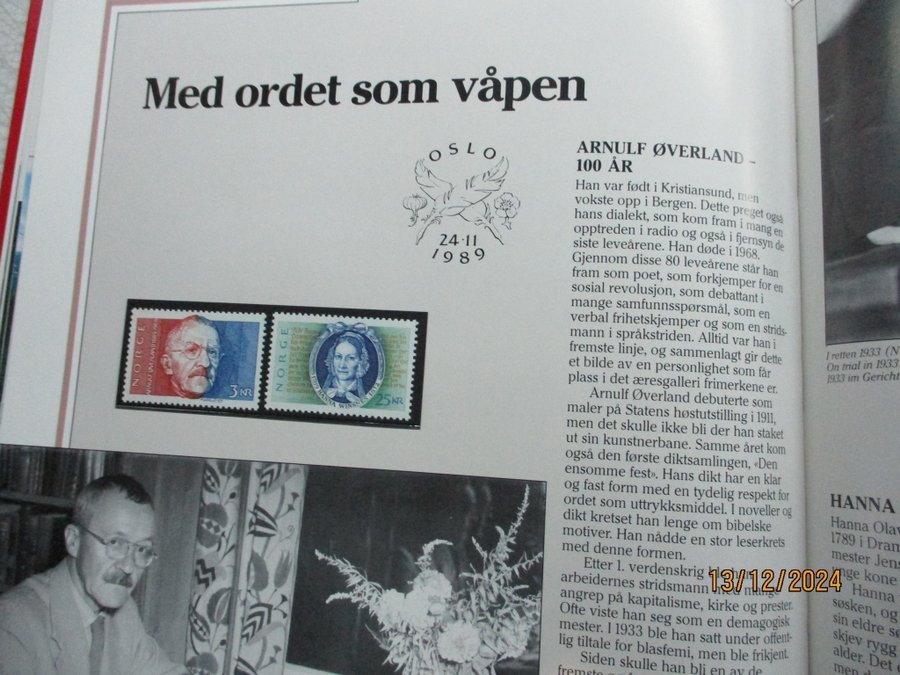 Med ordet som våpen
OSLO
24·11
1989
NORGE
3 KR
NORGE
25 KR
ARNULF ØVERLAND –
100 ÅR
Han var født i Kristiansund, men
vokste opp i Bergen. Dette preget også
hans dialekt, som kom fram i mang en
opptreden i radio og også i fjernsyn de
siste leveårene. Han døde i 1968.
Gjennom disse 80 leveårene står han
fram som poet, som forkjemper for en
sosial revolusjon, som debattant i
mange samfunnsspørsmål, som en
verbal frihetskjemper og som en strids-
mann i språkstriden. Alltid var han i
fremste linje, og sammenlagt gir dette
et bilde av en personlighet som får
plass i det æresgalleri frimerkene er.
Arnulf Øverland debuterte som
maler på Statens høstutstilling i 1911,
men det skulle ikke bli der han staket
ut sin kunstnerbane. Samme året kom
også den første diktsamlingen, «Den
ensomme fest». Hans dikt har en klar
og fast form med en tydelig respekt for
ordet som uttrykksmiddel. I noveller og
dikt kretset han lenge om bibelske
motiver. Han nådde en stor leserkrets
med denne formen.
Etter 1. verdenskrig
arbeidernes stridsmann med mange
angrep på kapitalisme, kirke og prester.
Ofte viste han seg som en demagogisk
mester. I 1933 ble han satt under offent-
lig tiltale for blasfemi, men ble frikjent.
Siden skulle han bli en av de
I retten 1933 (N
On trial in 1933
1933 im Gericht
HANNA
Hanna Olav
1789 i Dram
mester Jens
unge kone
Hanna
søsken, og
sin eldre sø
skjev rygg
alder. Det
13/12/2024